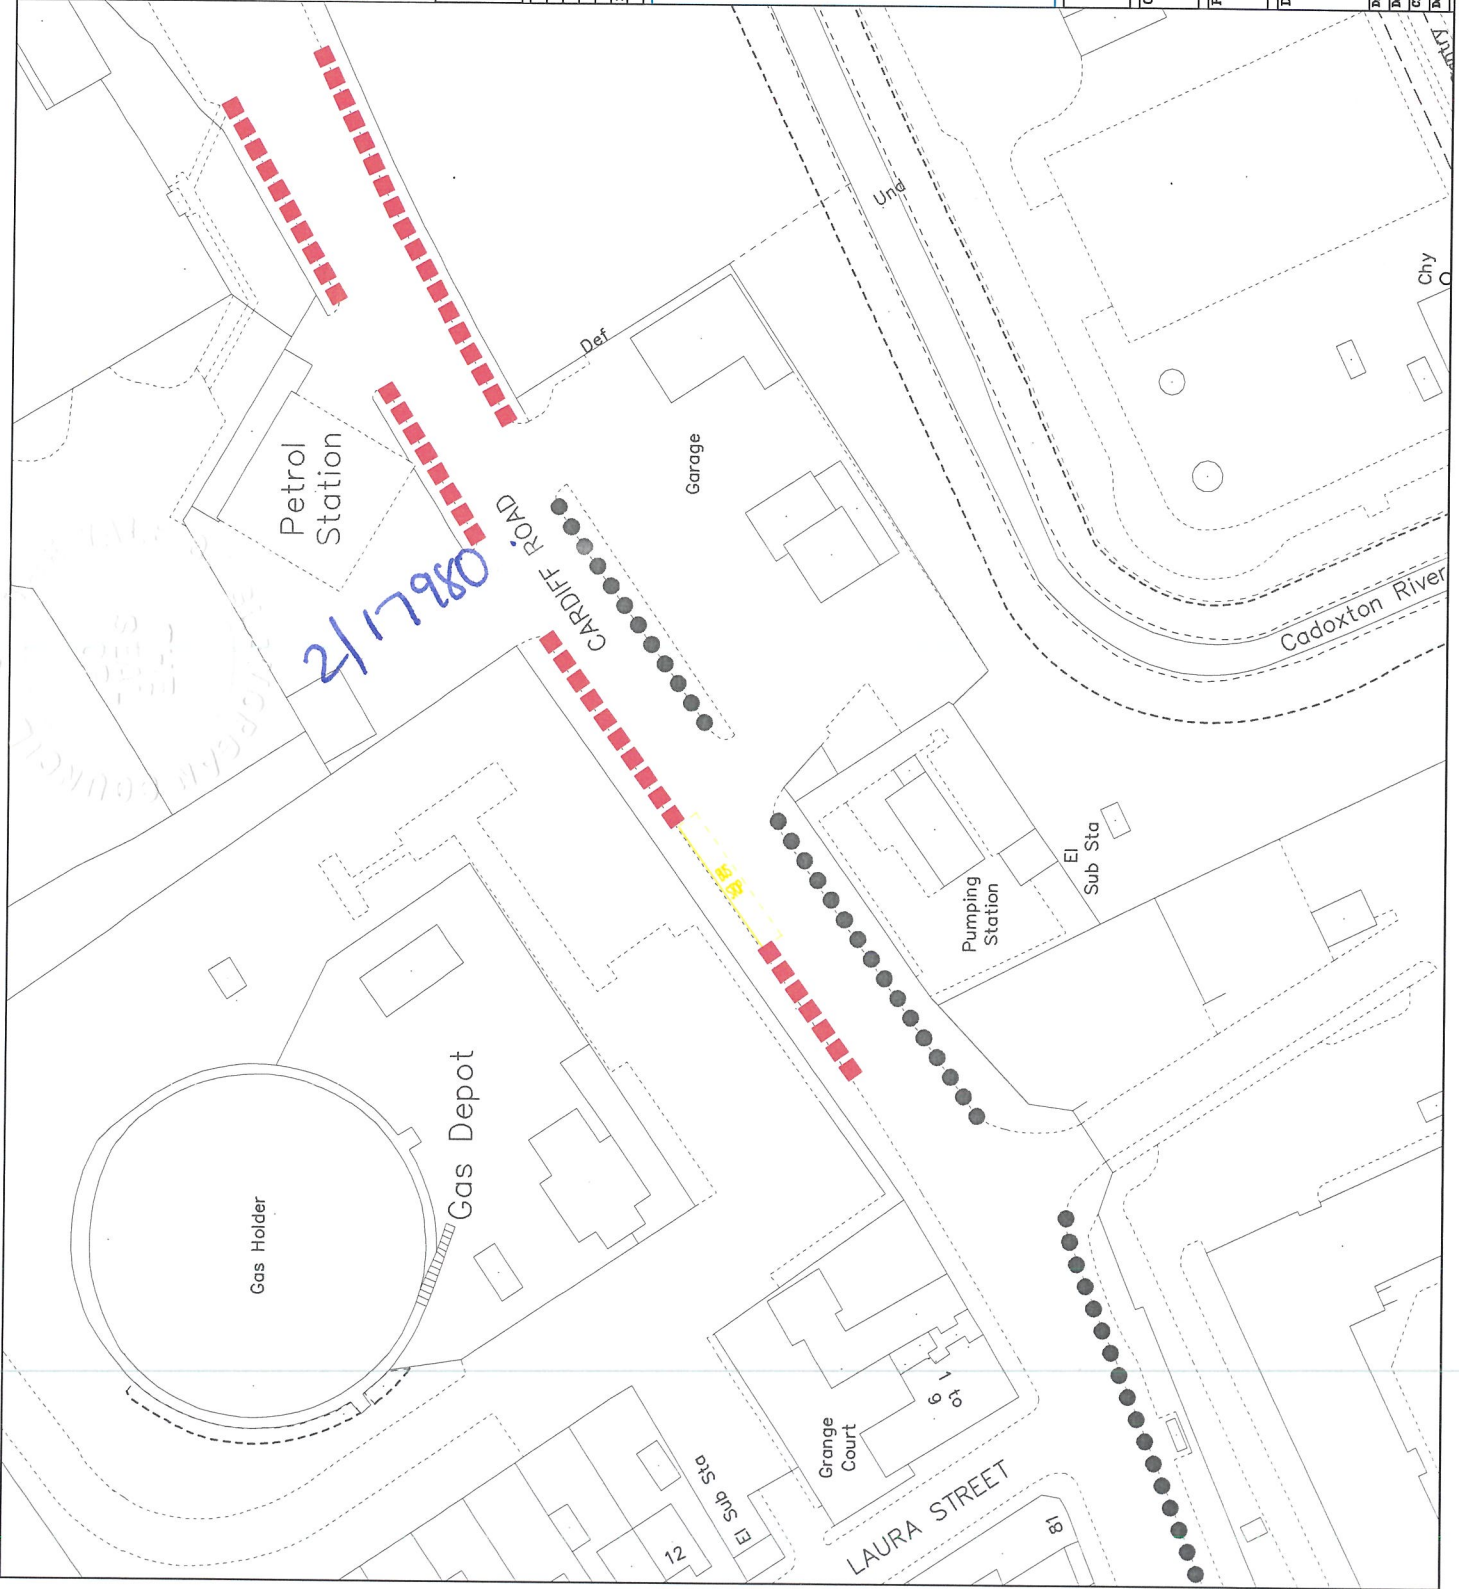 Und
Def
Chy
Petrol
Station
Garage
CARDIFF ROAD
2/17980
Cadoxton River
El
Sub Sta
Pumping
Station
Gas Depot
Gas Holder
Grange
Court
1 to 6
El Sub Sta
LAURA STREET
12
81